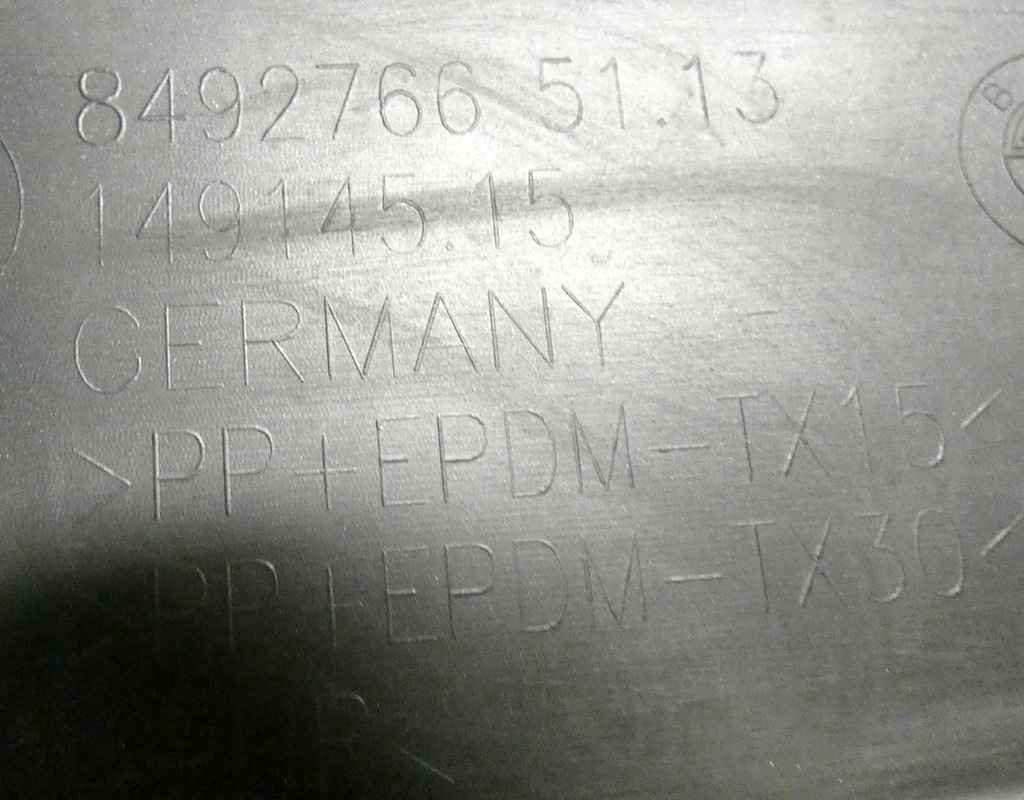 8492766 51.13
149145.15
GERMANY
>PP+EPDM-TX15<
>PP+EPDM-TX30<
B